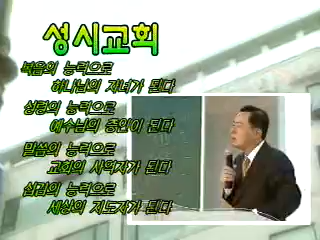 성시교회
복음의 능력으로
하나님의 자녀가 된다
성령의 능력으로
예수님의 증인이 된다
말씀의 능력으로
교회의 사역자가 된다
섬김의 능력으로
세상의 지도자가 된다